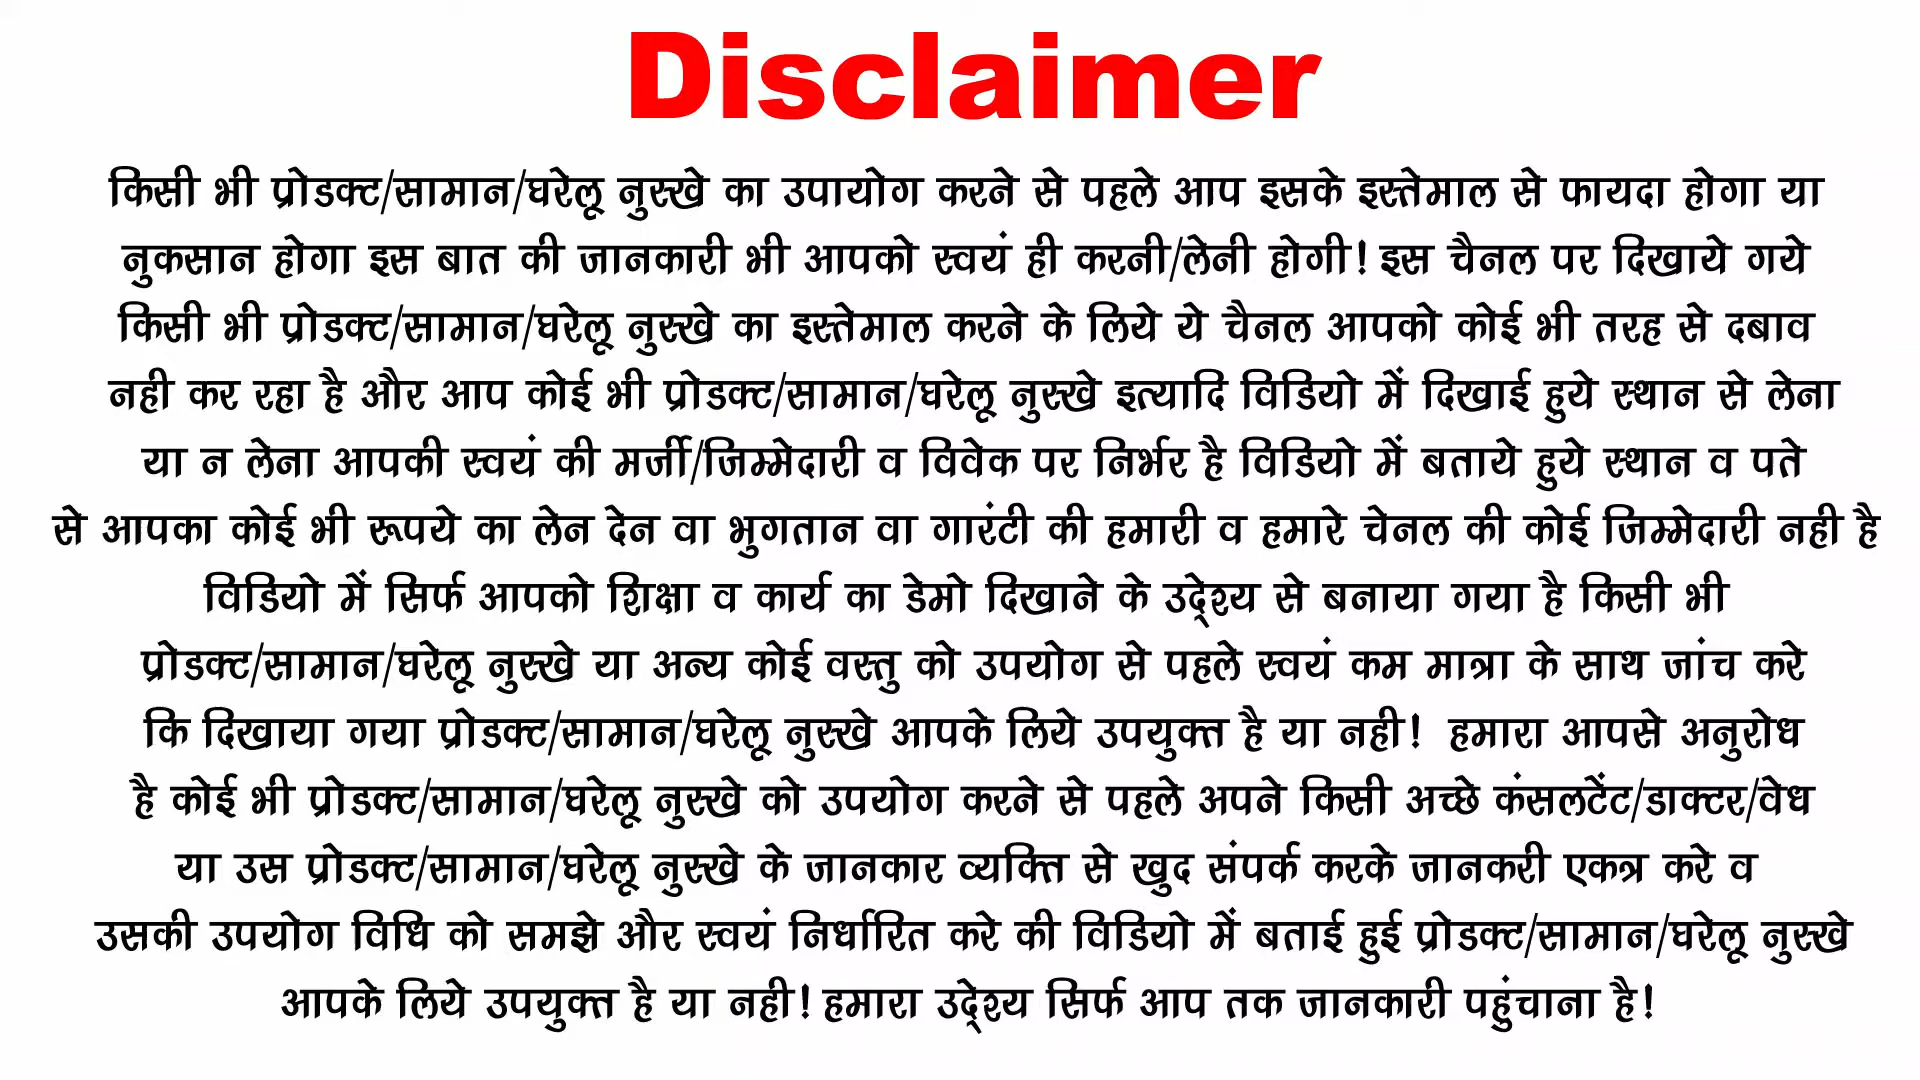 Disclaimer
किसी भी प्रोडक्ट/सामान/घरेलू नुस्खे का उपायोग करने से पहले आप इसके इस्तेमाल से फायदा होगा या
नुकसान होगा इस बात की जानकारी भी आपको स्वयं ही करनी/लेनी होगी! इस चैनल पर दिखाये गये
किसी भी प्रोडक्ट/सामान/घरेलू नुस्खे का इस्तेमाल करने के लिये ये चैनल आपको कोई भी तरह से दबाव
नही कर रहा है और आप कोई भी प्रोडक्ट/सामान/घरेलू नुस्खे इत्यादि विडियो में दिखाई हुये स्थान से लेना
या न लेना आपकी स्वयं की मर्जी/जिम्मेदारी व विवेक पर निर्भर है विडियो में बताये हुये स्थान व पते
से आपका कोई भी रूपये का लेन देन वा भुगतान वा गारंटी की हमारी व हमारे चेनल की कोई जिम्मेदारी नही है
विडियो में सिर्फ आपको शिक्षा व कार्य का डेमो दिखाने के उद्देश्य से बनाया गया है किसी भी
प्रोडक्ट/सामान/घरेलू नुस्खे या अन्य कोई वस्तु को उपयोग से पहले स्वयं कम मात्रा के साथ जांच करे
कि दिखाया गया प्रोडक्ट/सामान/घरेलू नुस्खे आपके लिये उपयुक्त है या नही! हमारा आपसे अनुरोध
है कोई भी प्रोडक्ट/सामान/घरेलू नुस्खे को उपयोग करने से पहले अपने किसी अच्छे कंसलटेंट/डाक्टर/वेध
या उस प्रोडक्ट/सामान/घरेलू नुस्खे के जानकार व्यक्ति से खुद संपर्क करके जानकरी एकत्र करे व
उसकी उपयोग विधि को समझे और स्वयं निर्धारित करे की विडियो में बताई हुई प्रोडक्ट/सामान/घरेलू नुस्खे
आपके लिये उपयुक्त है या नही! हमारा उद्देश्य सिर्फ आप तक जानकारी पहुंचाना है!